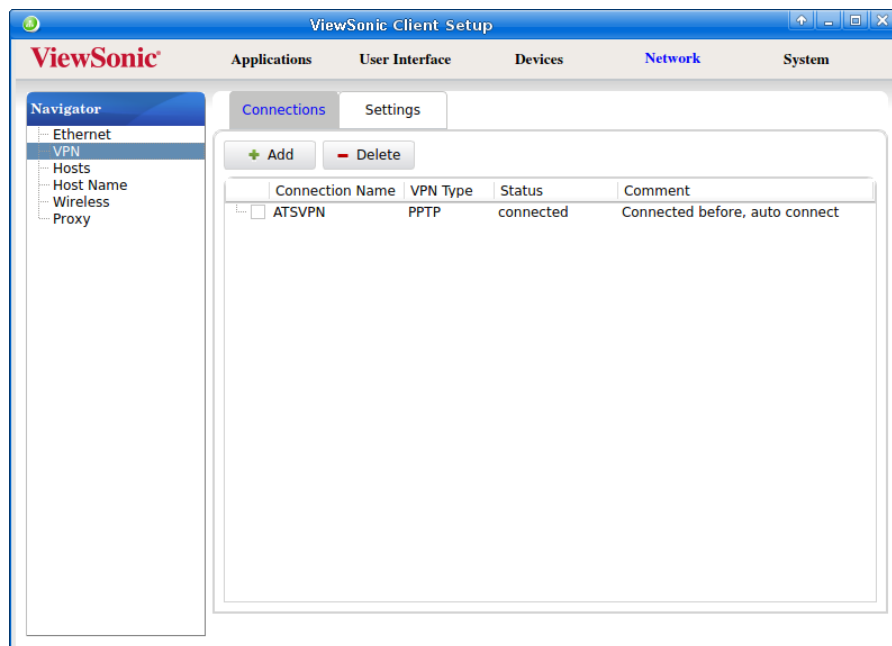 ViewSonic Client Setup
ViewSonic®
Applications User Interface Devices Network System
Navigator
Ethernet
VPN
Hosts
Host Name
Wireless
Proxy
Connections Settings
Add Delete
Connection Name VPN Type Status Comment
ATSVPN PPTP connected Connected before, auto connect